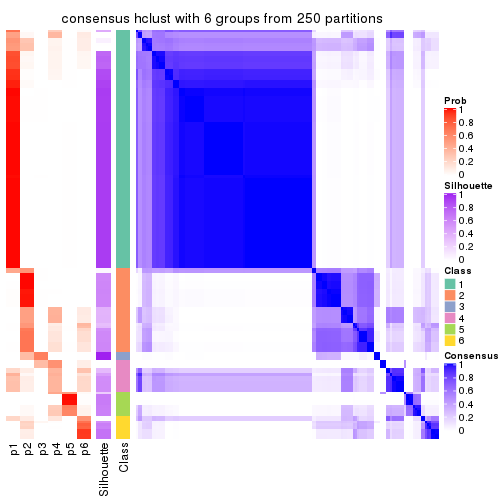 consensus hclust with 6 groups from 250 partitions
Prob
1
0.8
0.6
0.4
0.2
0
Silhouette
1
0.8
0.6
0.4
0.2
0
Class
1
2
3
4
5
6
Consensus
1
0.8
0.6
0.4
0.2
0
p1
p2
p3
p4
p5
p6
Silhouette
Class